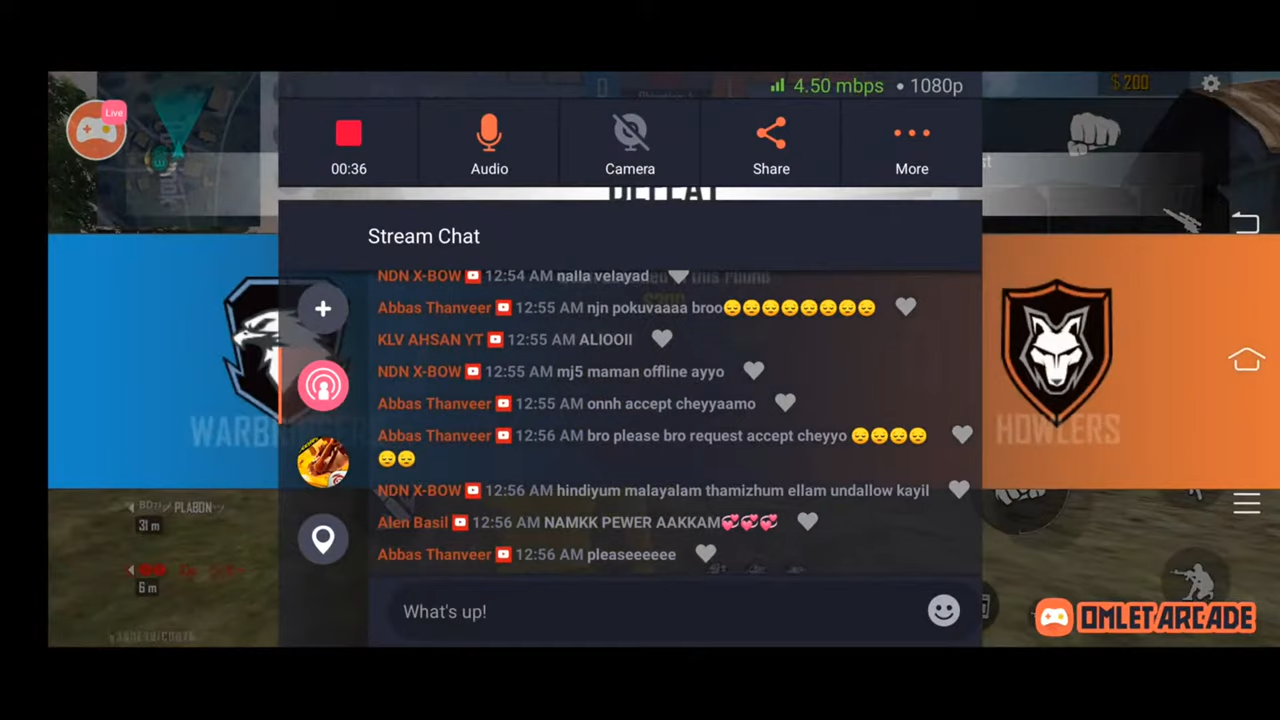 4.50 mbps • 1080p
$200
Live
00:36
Audio
Camera
Share
More
DEFEAT
Stream Chat
NDN X-BOW 12:54 AM nalla velayad
Abbas Thanveer 12:55 AM njn pokuvaaaa broo😔😔😔😔😔😔😔😔
KLV AHSAN YT 12:55 AM ALIOOII
NDN X-BOW 12:55 AM mj5 maman offline ayyo
Abbas Thanveer 12:55 AM onnh accept cheyyaamo
Abbas Thanveer 12:56 AM bro please bro request accept cheyyo 😔😔😔😔
😔😔
NDN X-BOW 12:56 AM hindiyum malayalam thamizhum ellam undallow kayil
Alen Basil 12:56 AM NAMKK PEWER AAKKAM💞💞💞
Abbas Thanveer 12:56 AM pleaseeeeee
What's up!
HOWLERS
PLABON
31 m
6 m
OMLET ARCADE